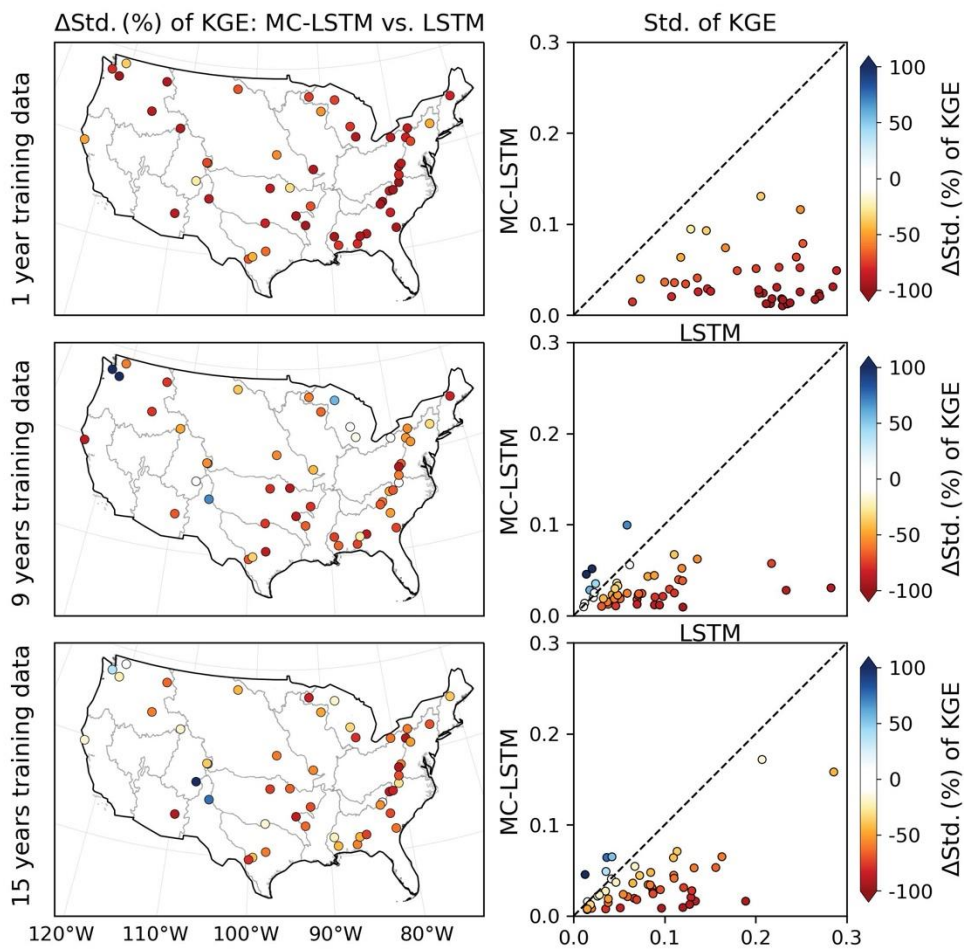 ΔStd. (%) of KGE: MC-LSTM vs. LSTM
Std. of KGE
1 year training data
MC-LSTM
0.3
0.2
0.1
0.0
LSTM
100
50
0
-50
-100
ΔStd. (%) of KGE
9 years training data
MC-LSTM
0.3
0.2
0.1
0.0
LSTM
100
50
0
-50
-100
ΔStd. (%) of KGE
15 years training data
MC-LSTM
0.3
0.2
0.1
0.0
100
50
0
-50
-100
ΔStd. (%) of KGE
120°W 110°W 100°W 90°W 80°W
0.0 0.1 0.2 0.3